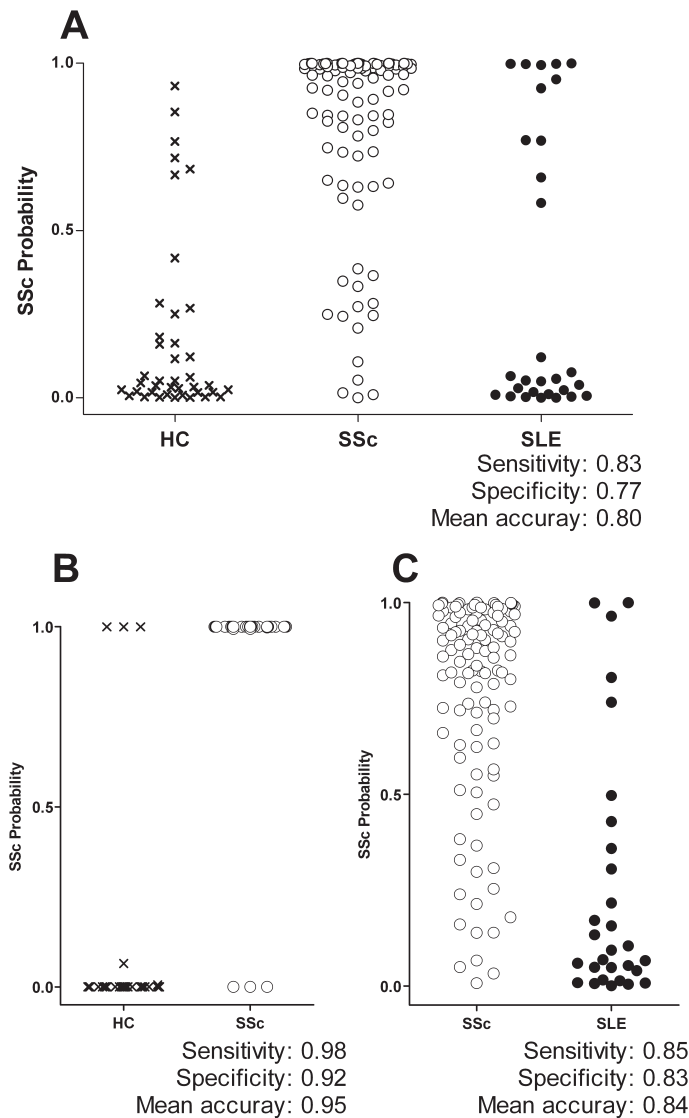 A
1.0
0.5
0.0
SSc Probability
HC SSc SLE
Sensitivity: 0.83
Specificity: 0.77
Mean accuray: 0.80
B
1.0
0.5
0.0
SSc Probability
HC SSc
Sensitivity: 0.98
Specificity: 0.92
Mean accuray: 0.95
C
1.0
0.5
0.0
SSc Probability
SSc SLE
Sensitivity: 0.85
Specificity: 0.83
Mean accuray: 0.84